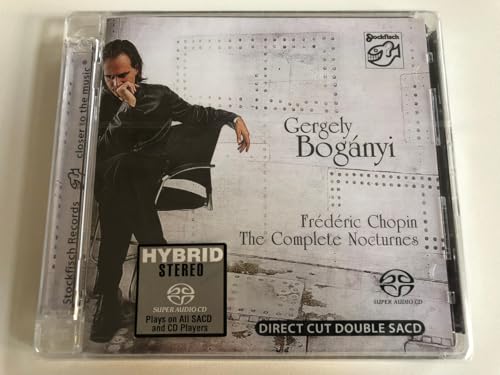 Stockfisch
Gergely
Bogányi
Frédéric Chopin
The Complete Nocturnes
HYBRID
STEREO
SUPER AUDIO CD
Plays on All SACD
and CD Players
SUPER AUDIO CD
DIRECT CUT DOUBLE SACD
Stockfisch Records closer to the music®